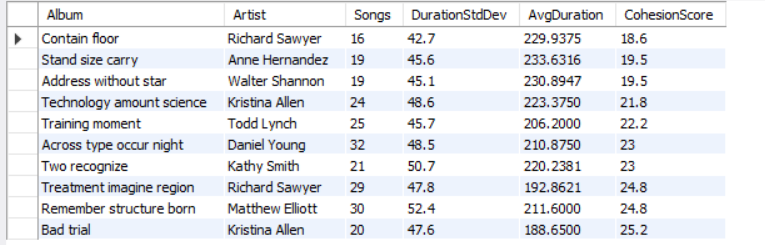 Album Artist Songs DurationStdDev AvgDuration CohesionScore
Contain floor Richard Sawyer 16 42.7 229.9375 18.6
Stand size carry Anne Hernandez 19 45.6 233.6316 19.5
Address without star Walter Shannon 19 45.1 230.8947 19.5
Technology amount science Kristina Allen 24 48.6 223.3750 21.8
Training moment Todd Lynch 25 45.7 206.2000 22.2
Across type occur night Daniel Young 32 48.5 210.8750 23
Two recognize Kathy Smith 21 50.7 220.2381 23
Treatment imagine region Richard Sawyer 29 47.8 192.8621 24.8
Remember structure born Matthew Elliott 30 52.4 211.6000 24.8
Bad trial Kristina Allen 20 47.6 188.6500 25.2